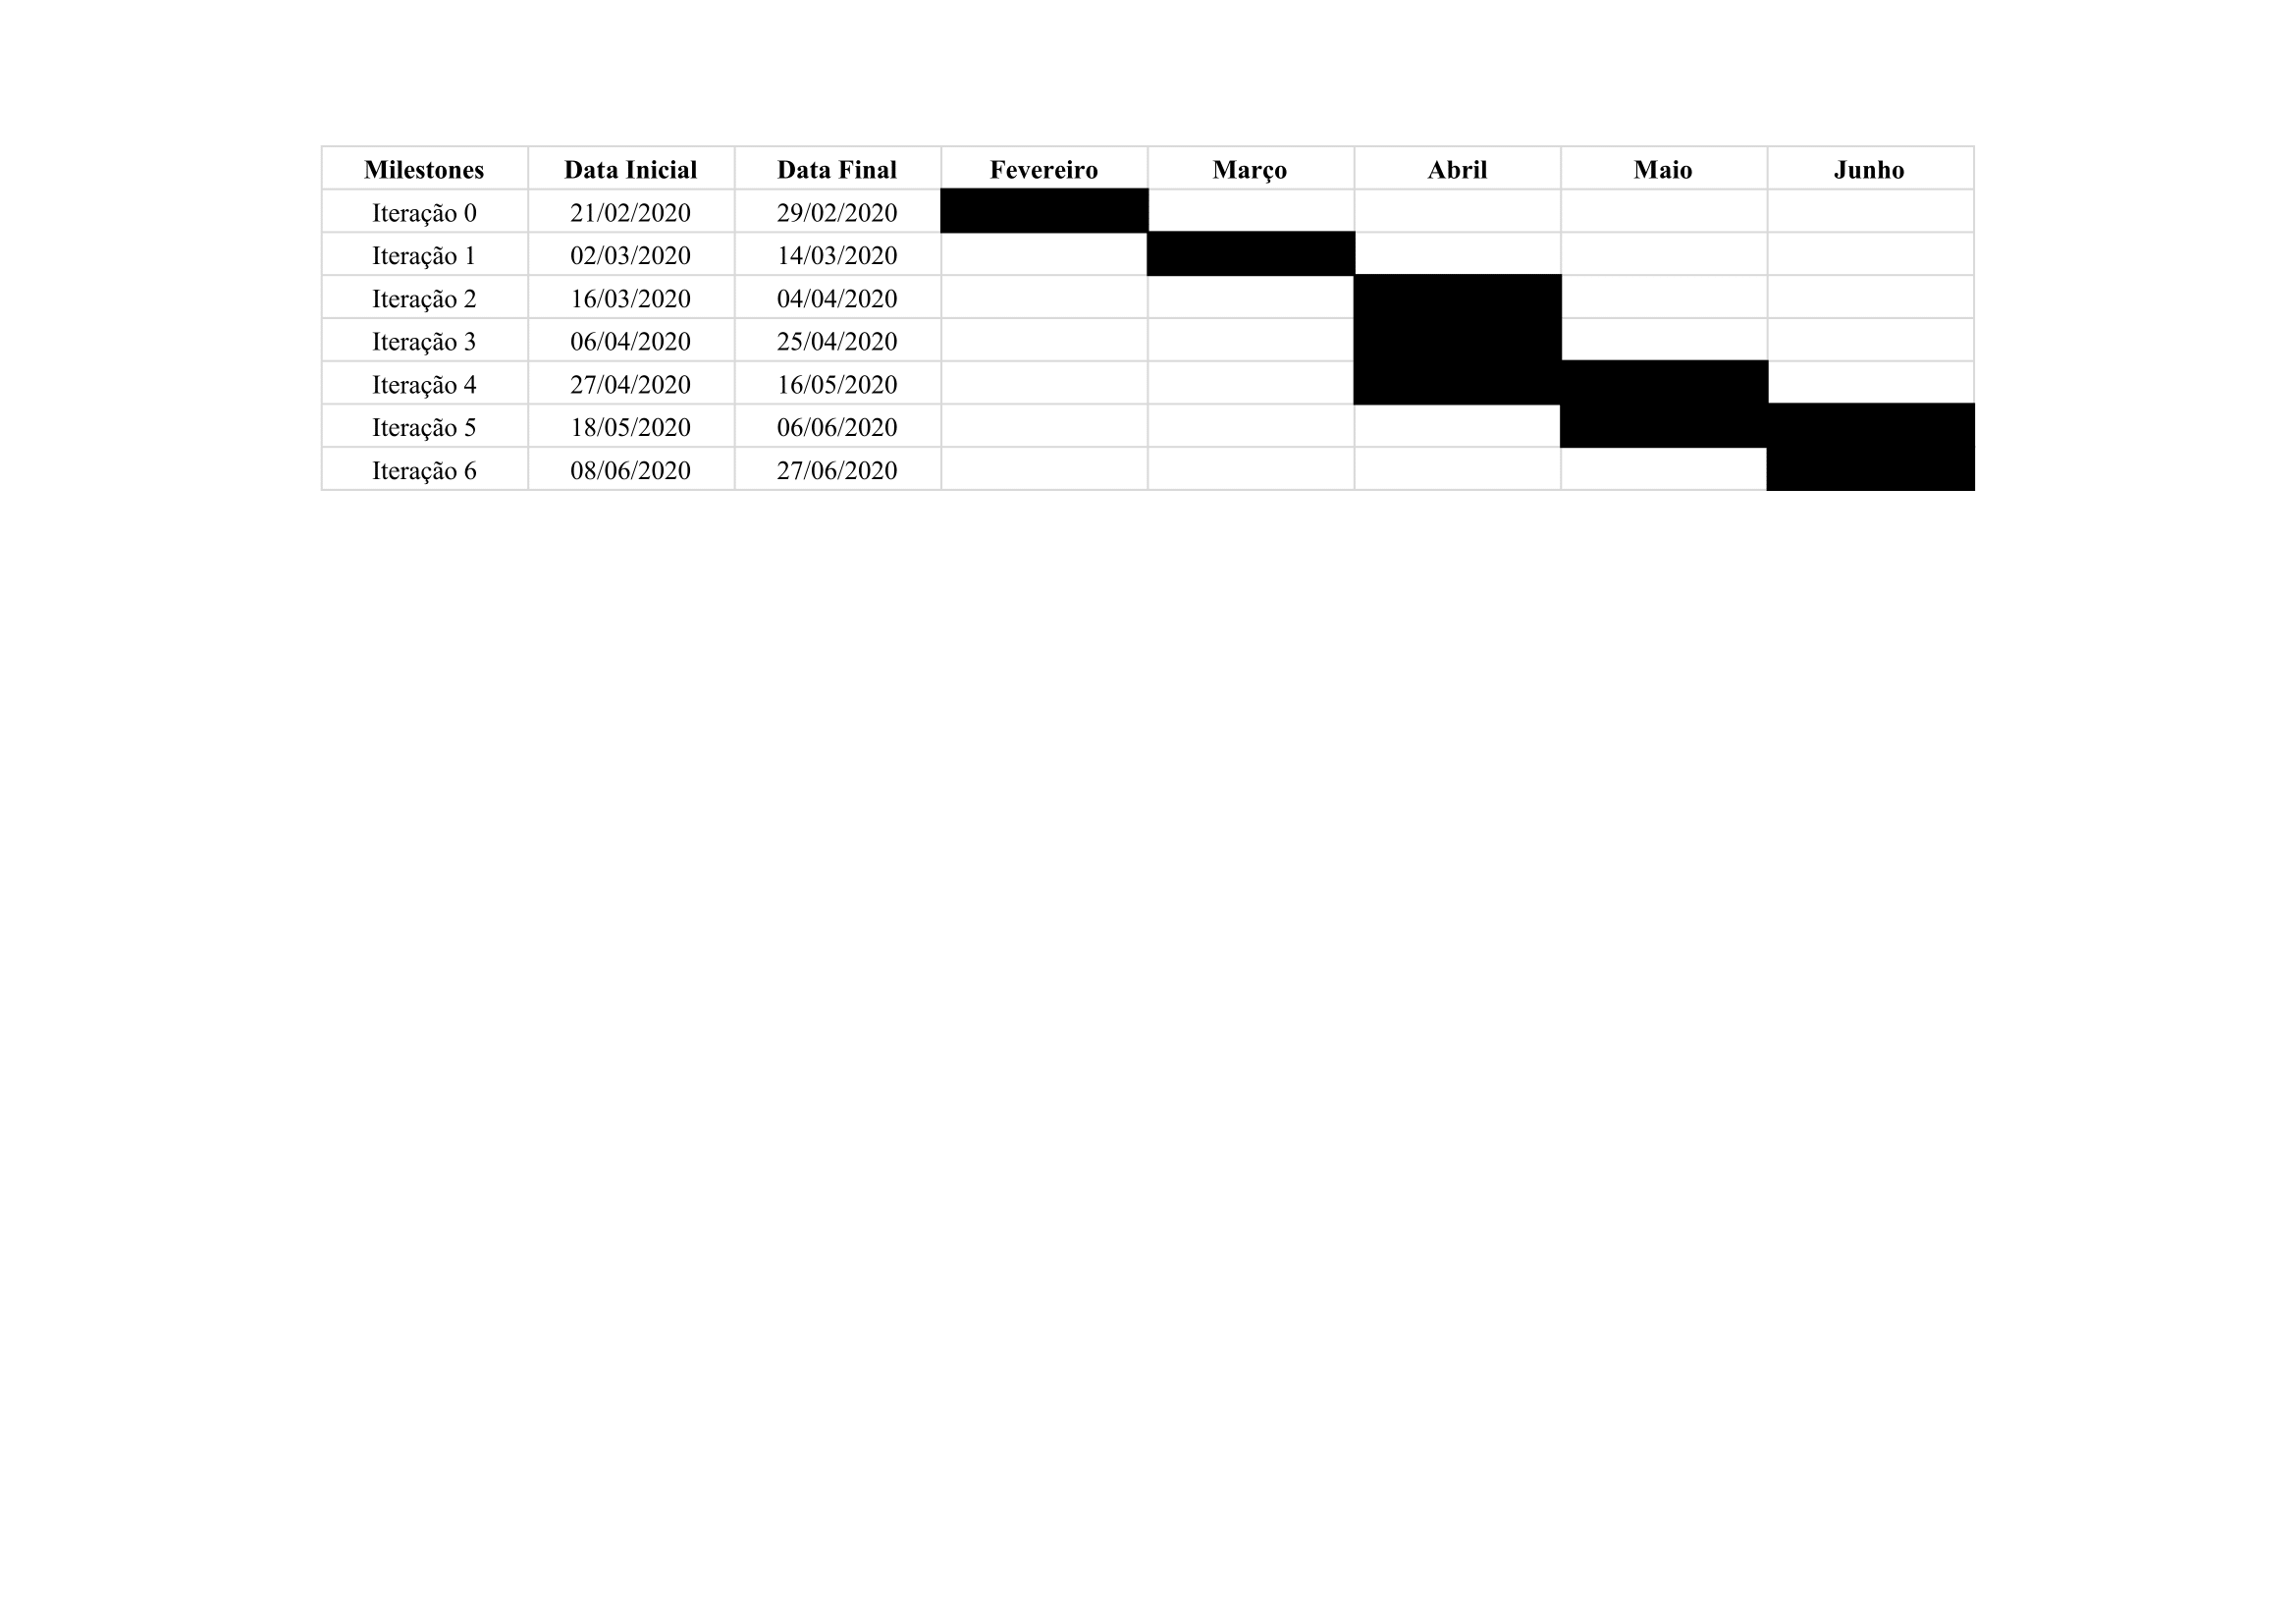 Milestones Data Inicial Data Final Fevereiro Março Abril Maio Junho
Iteração 0 21/02/2020 29/02/2020
Iteração 1 02/03/2020 14/03/2020
Iteração 2 16/03/2020 04/04/2020
Iteração 3 06/04/2020 25/04/2020
Iteração 4 27/04/2020 16/05/2020
Iteração 5 18/05/2020 06/06/2020
Iteração 6 08/06/2020 27/06/2020